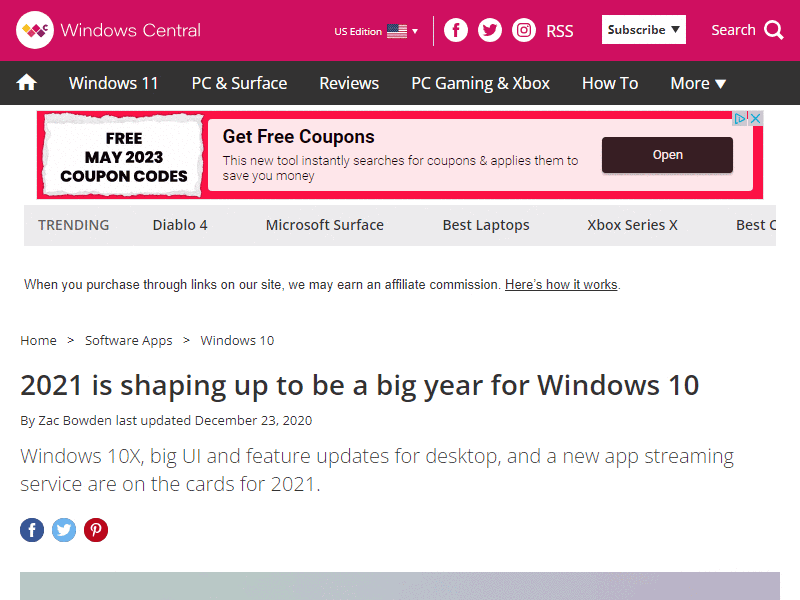 Windows Central
US Edition
RSS
Subscribe
Search
Windows 11
PC & Surface
Reviews
PC Gaming & Xbox
How To
More
FREE
MAY 2023
COUPON CODES
Get Free Coupons
This new tool instantly searches for coupons & applies them to
save you money
Open
TRENDING
Diablo 4
Microsoft Surface
Best Laptops
Xbox Series X
Best C
When you purchase through links on our site, we may earn an affiliate commission. Here's how it works.
Home > Software Apps > Windows 10
2021 is shaping up to be a big year for Windows 10
By Zac Bowden last updated December 23, 2020
Windows 10X, big UI and feature updates for desktop, and a new app streaming
service are on the cards for 2021.